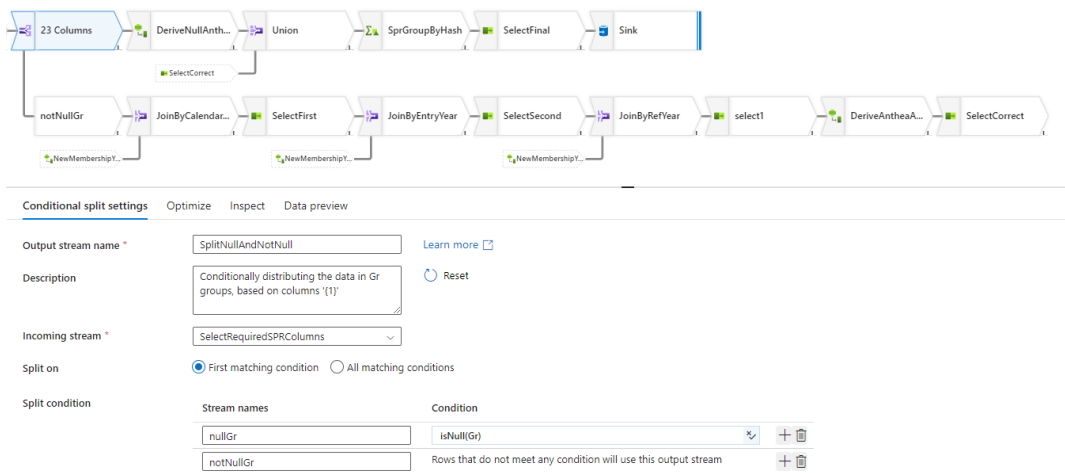 23 Columns
DeriveNullAnth...
Union
SprGroupByHash
SelectFinal
Sink
SelectCorrect
notNullGr
JoinByCalendar...
SelectFirst
JoinByEntryYear
SelectSecond
JoinByRefYear
select1
DeriveAntheaA...
SelectCorrect
NewMembershipY...
NewMembershipY...
NewMembershipY...
Conditional split settings
Optimize
Inspect
Data preview
Output stream name *
SplitNullAndNotNull
Learn more
Description
Conditionally distributing the data in Gr
groups, based on columns '{1}'
Reset
Incoming stream *
SelectRequiredSPRColumns
Split on
First matching condition
All matching conditions
Split condition
Stream names
Condition
nullGr
isNull(Gr)
notNullGr
Rows that do not meet any condition will use this output stream